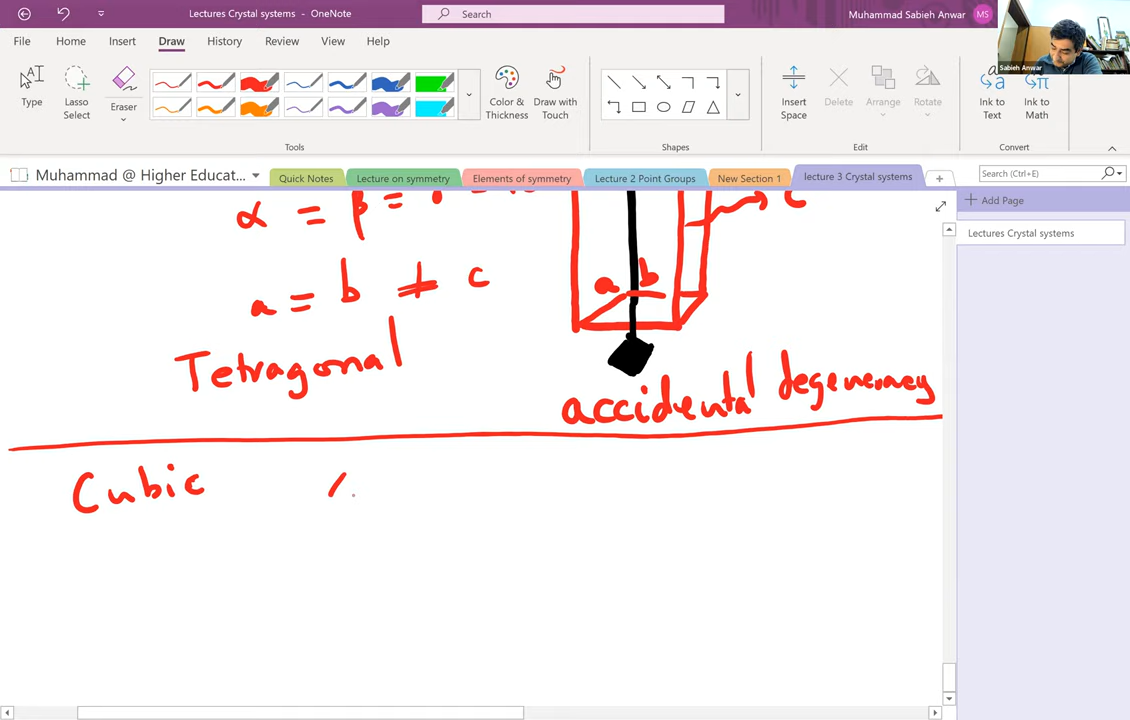 Lectures Crystal systems - OneNote
Search
Muhammad Sabieh Anwar
MS
File Home Insert Draw History Review View Help
Sabieh Anwar
Type
Lasso Select
Eraser
Color & Thickness
Draw with Touch
Insert Space
Delete
Arrange
Rotate
Ink to Text
Ink to Math
Tools
Shapes
Edit
Convert
Muhammad @ Higher Educat...
Quick Notes
Lecture on symmetry
Elements of symmetry
Lecture 2 Point Groups
New Section 1
lecture 3 Crystal systems
Search (Ctrl+E)
Add Page
Lectures Crystal systems
α = β = γ =
c
a = b ≠ c
a b
Tetragonal
accidental degeneracy
Cubic